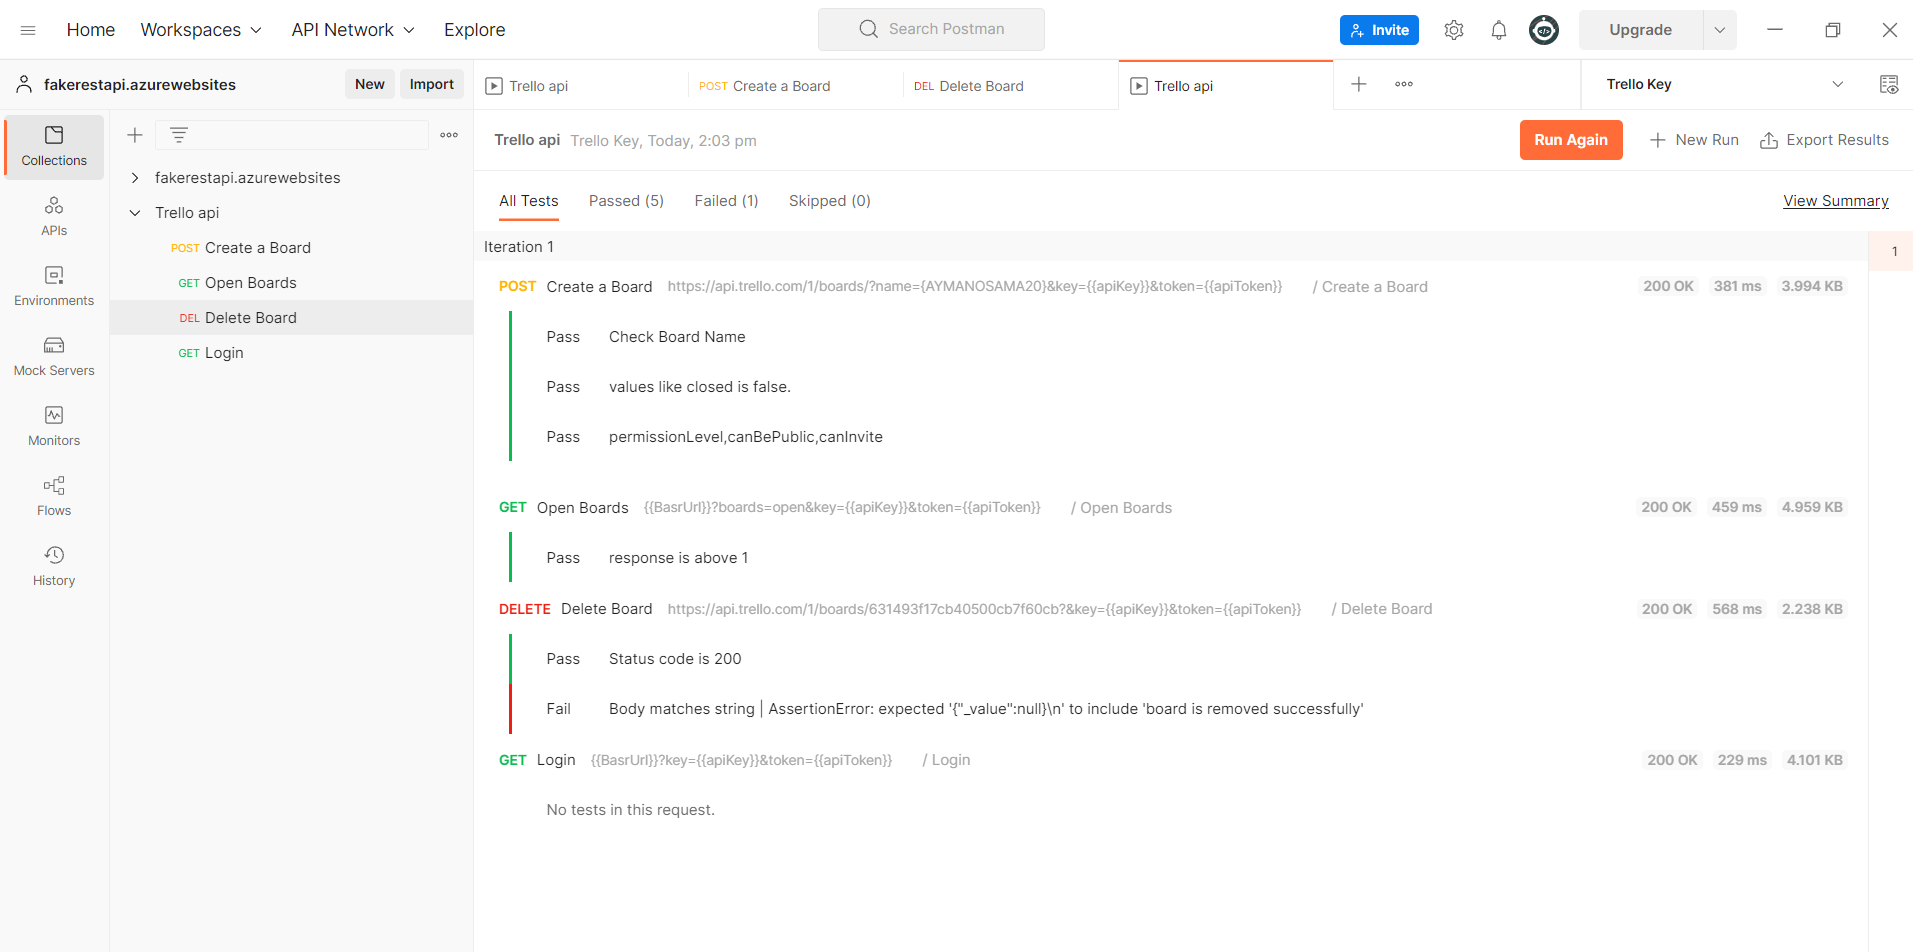 Home Workspaces API Network Explore Search Postman Invite Upgrade
fakerestapi.azurewebsites New Import Trello api POST Create a Board DEL Delete Board Trello api Trello Key
Collections
APIs
Environments
Mock Servers
Monitors
Flows
History
fakerestapi.azurewebsites
Trello api
POST Create a Board
GET Open Boards
DEL Delete Board
GET Login
Trello api Trello Key, Today, 2:03 pm Run Again New Run Export Results
All Tests Passed (5) Failed (1) Skipped (0) View Summary
Iteration 1 1
POST Create a Board https://api.trello.com/1/boards/?name={AYMANOSAMA20}&key={{apiKey}}&token={{apiToken}} / Create a Board 200 OK 381 ms 3.994 KB
Pass Check Board Name
Pass values like closed is false.
Pass permissionLevel,canBePublic,canInvite
GET Open Boards {{BasrUrl}}?boards=open&key={{apiKey}}&token={{apiToken}} / Open Boards 200 OK 459 ms 4.959 KB
Pass response is above 1
DELETE Delete Board https://api.trello.com/1/boards/631493f17cb40500cb7f60cb?&key={{apiKey}}&token={{apiToken}} / Delete Board 200 OK 568 ms 2.238 KB
Pass Status code is 200
Fail Body matches string | AssertionError: expected '{"_value":null}\n' to include 'board is removed successfully'
GET Login {{BasrUrl}}?key={{apiKey}}&token={{apiToken}} / Login 200 OK 229 ms 4.101 KB
No tests in this request.